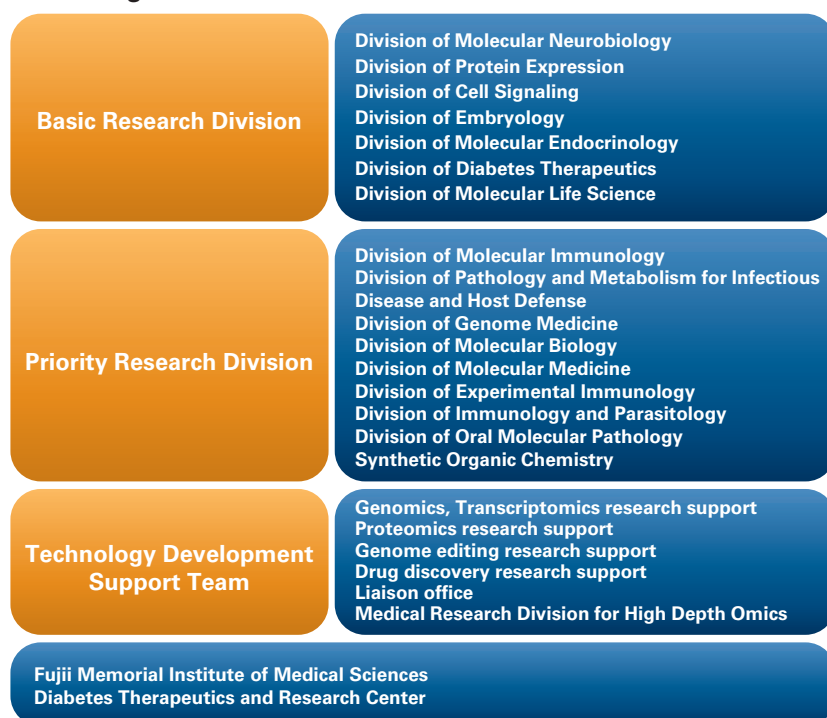 Basic Research Division
Division of Molecular Neurobiology
Division of Protein Expression
Division of Cell Signaling
Division of Embryology
Division of Molecular Endocrinology
Division of Diabetes Therapeutics
Division of Molecular Life Science
Priority Research Division
Division of Molecular Immunology
Division of Pathology and Metabolism for Infectious
Disease and Host Defense
Division of Genome Medicine
Division of Molecular Biology
Division of Molecular Medicine
Division of Experimental Immunology
Division of Immunology and Parasitology
Division of Oral Molecular Pathology
Synthetic Organic Chemistry
Technology Development
Support Team
Genomics, Transcriptomics research support
Proteomics research support
Genome editing research support
Drug discovery research support
Liaison office
Medical Research Division for High Depth Omics
Fujii Memorial Institute of Medical Sciences
Diabetes Therapeutics and Research Center